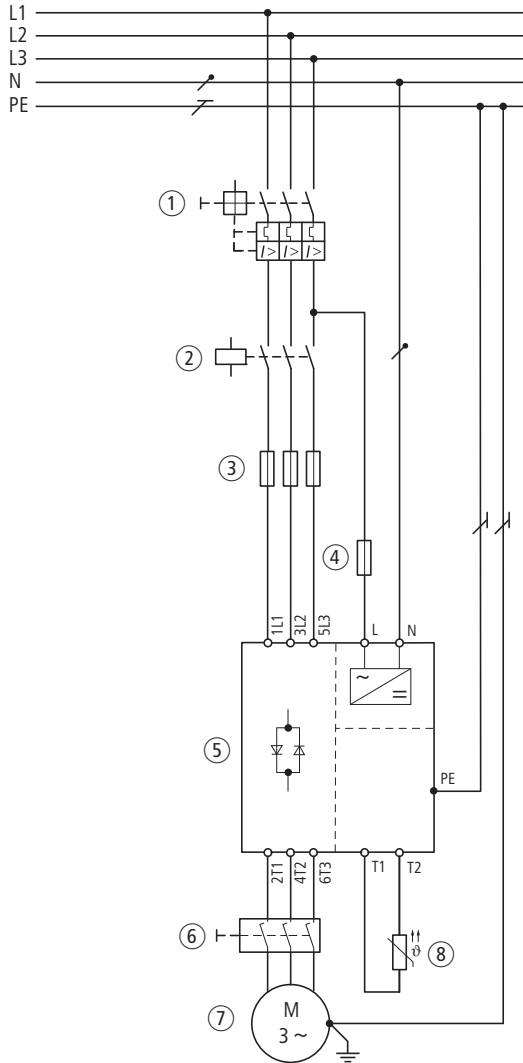 L1
L2
L3
N
PE
①
I> I> I>
②
③
④
1L1 3L2 5L3 L N
~
=
⑤
PE
2T1 4T2 6T3 T1 T2
⑥
ϑ ⑧
⑦ M
3 ~